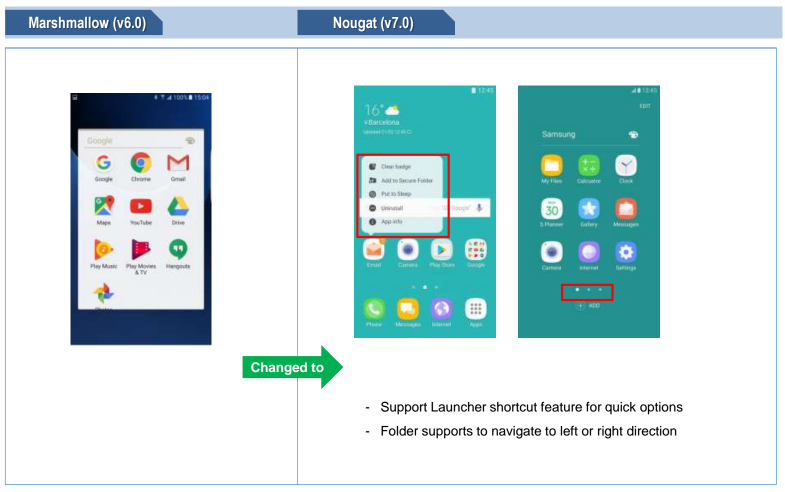 Marshmallow (v6.0)
Nougat (v7.0)
100% 15:04
Google
Google Chrome Gmail
Maps YouTube Drive
Play Music Play Movies & TV Hangouts
Photos
12:45
16°
Barcelona
Clear badge
Add to Secure Folder
Put to Sleep
Uninstall
App info
Google
Email Camera Play Store Google
Phone Messages Internet Apps
12:45
EDIT
Samsung
My Files Calculator Clock
30
S Planner Gallery Messages
Camera Internet Settings
+ ADD
Changed to
- Support Launcher shortcut feature for quick options
- Folder supports to navigate to left or right direction